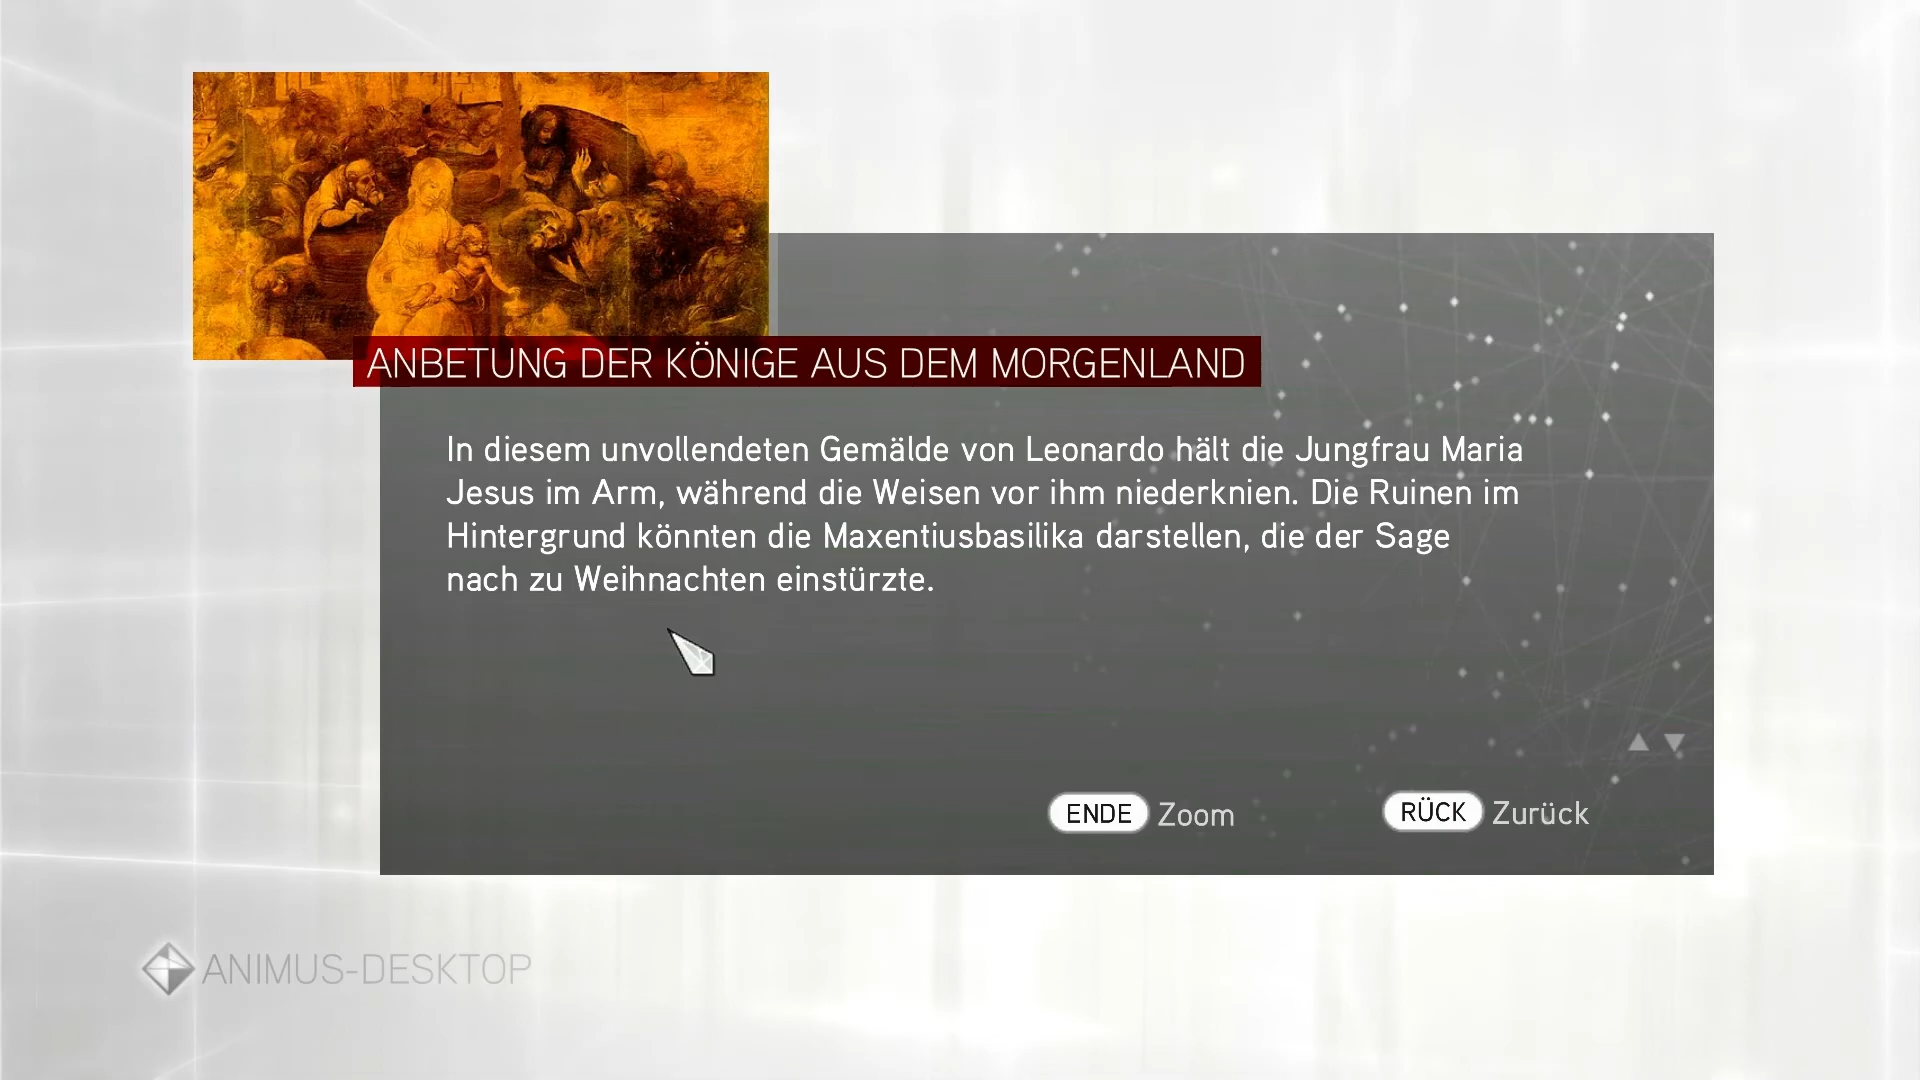 ANBETUNG DER KÖNIGE AUS DEM MORGENLAND
In diesem unvollendeten Gemälde von Leonardo hält die Jungfrau Maria
Jesus im Arm, während die Weisen vor ihm niederknien. Die Ruinen im
Hintergrund könnten die Maxentiusbasilika darstellen, die der Sage
nach zu Weihnachten einstürzte.
ENDE Zoom RÜCK Zurück
ANIMUS-DESKTOP